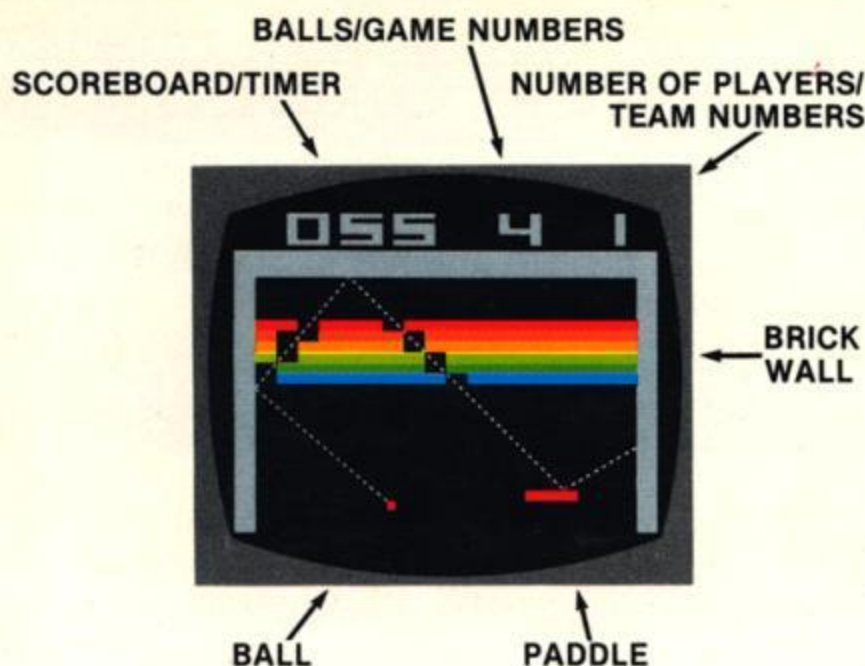 BALLS/GAME NUMBERS
SCOREBOARD/TIMER
NUMBER OF PLAYERS/
TEAM NUMBERS
055 4 1
BRICK
WALL
BALL
PADDLE